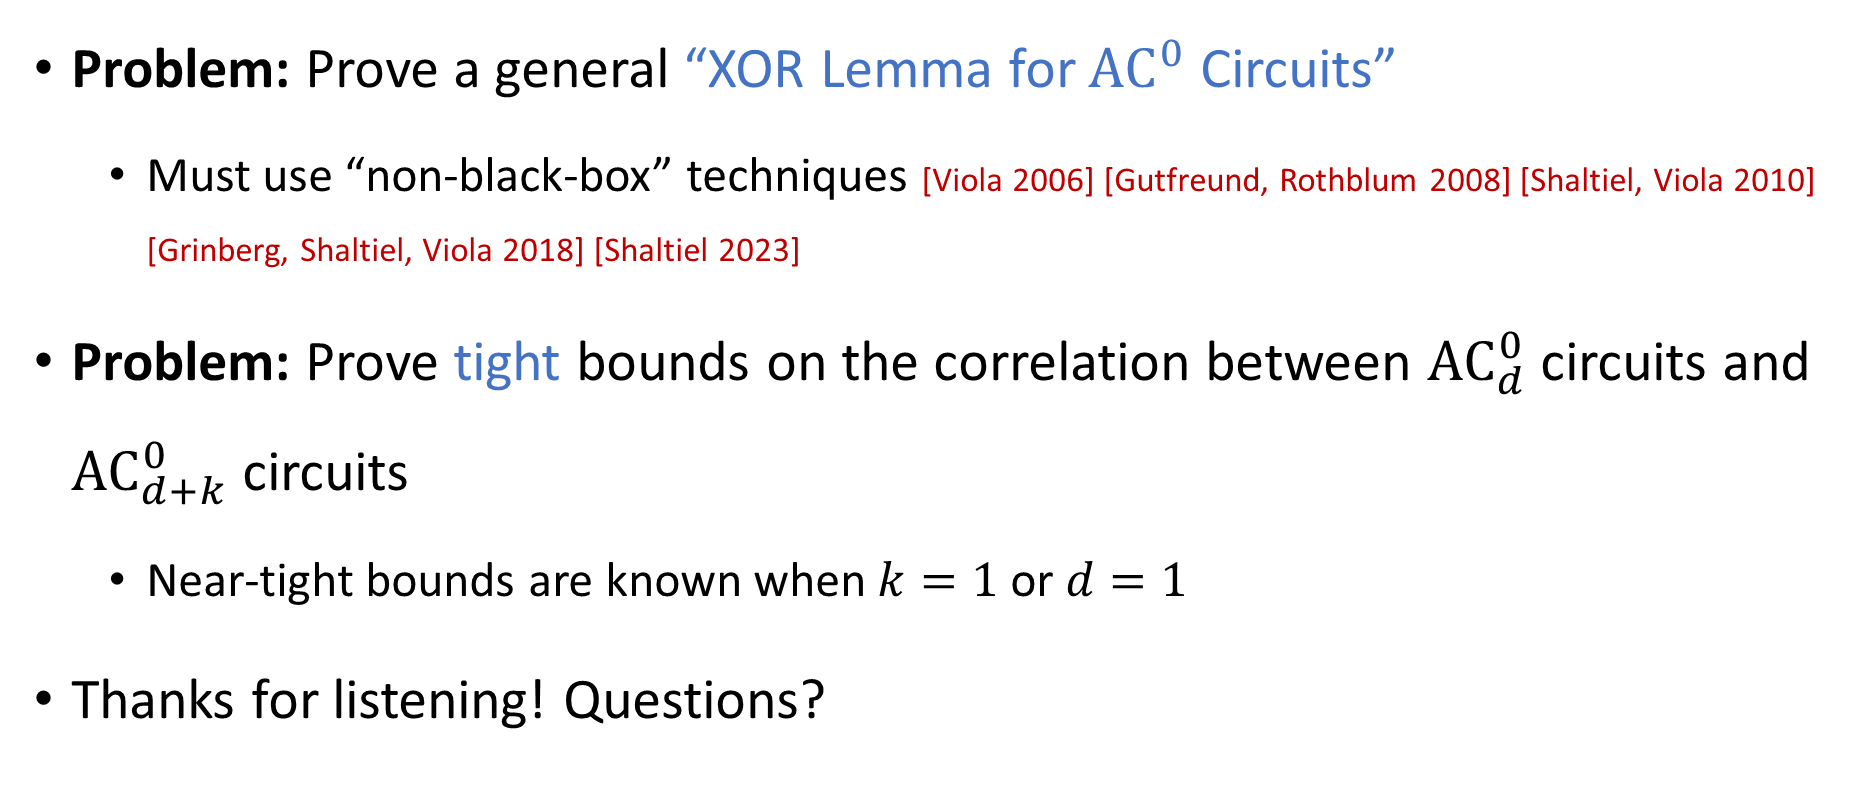 • Problem: Prove a general “XOR Lemma for AC⁰ Circuits”
• Must use “non-black-box” techniques [Viola 2006] [Gutfreund, Rothblum 2008] [Shaltiel, Viola 2010]
[Grinberg, Shaltiel, Viola 2018] [Shaltiel 2023]
• Problem: Prove tight bounds on the correlation between AC⁰_d circuits and
AC⁰_{d+k} circuits
• Near-tight bounds are known when k = 1 or d = 1
• Thanks for listening! Questions?